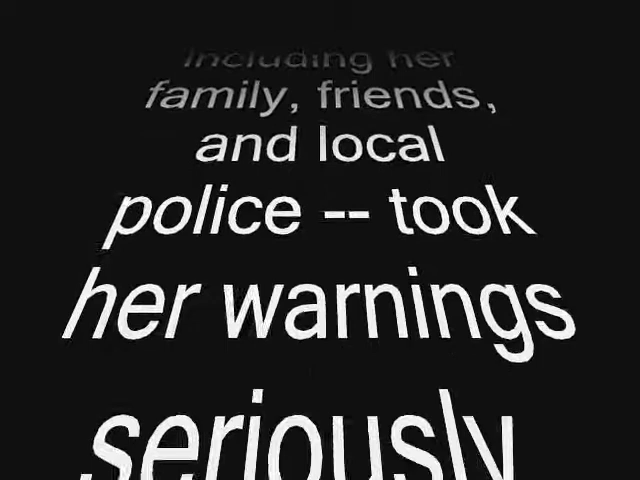 including her
family, friends,
and local
police -- took
her warnings
seriously